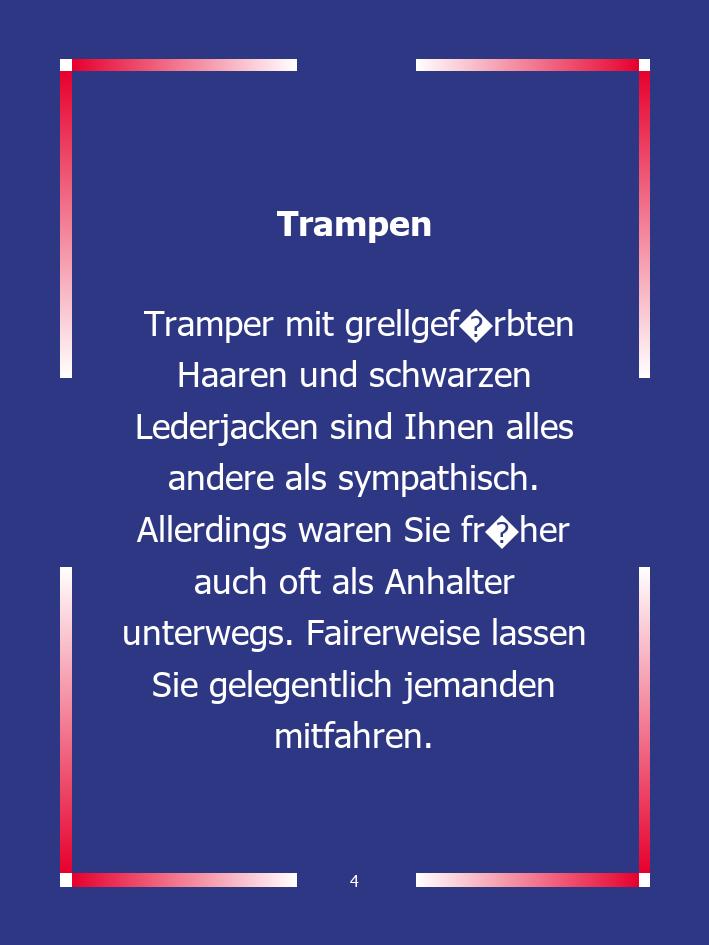 Trampen
Tramper mit grellgef�rbten
Haaren und schwarzen
Lederjacken sind Ihnen alles
andere als sympathisch.
Allerdings waren Sie fr�her
auch oft als Anhalter
unterwegs. Fairerweise lassen
Sie gelegentlich jemanden
mitfahren.
4